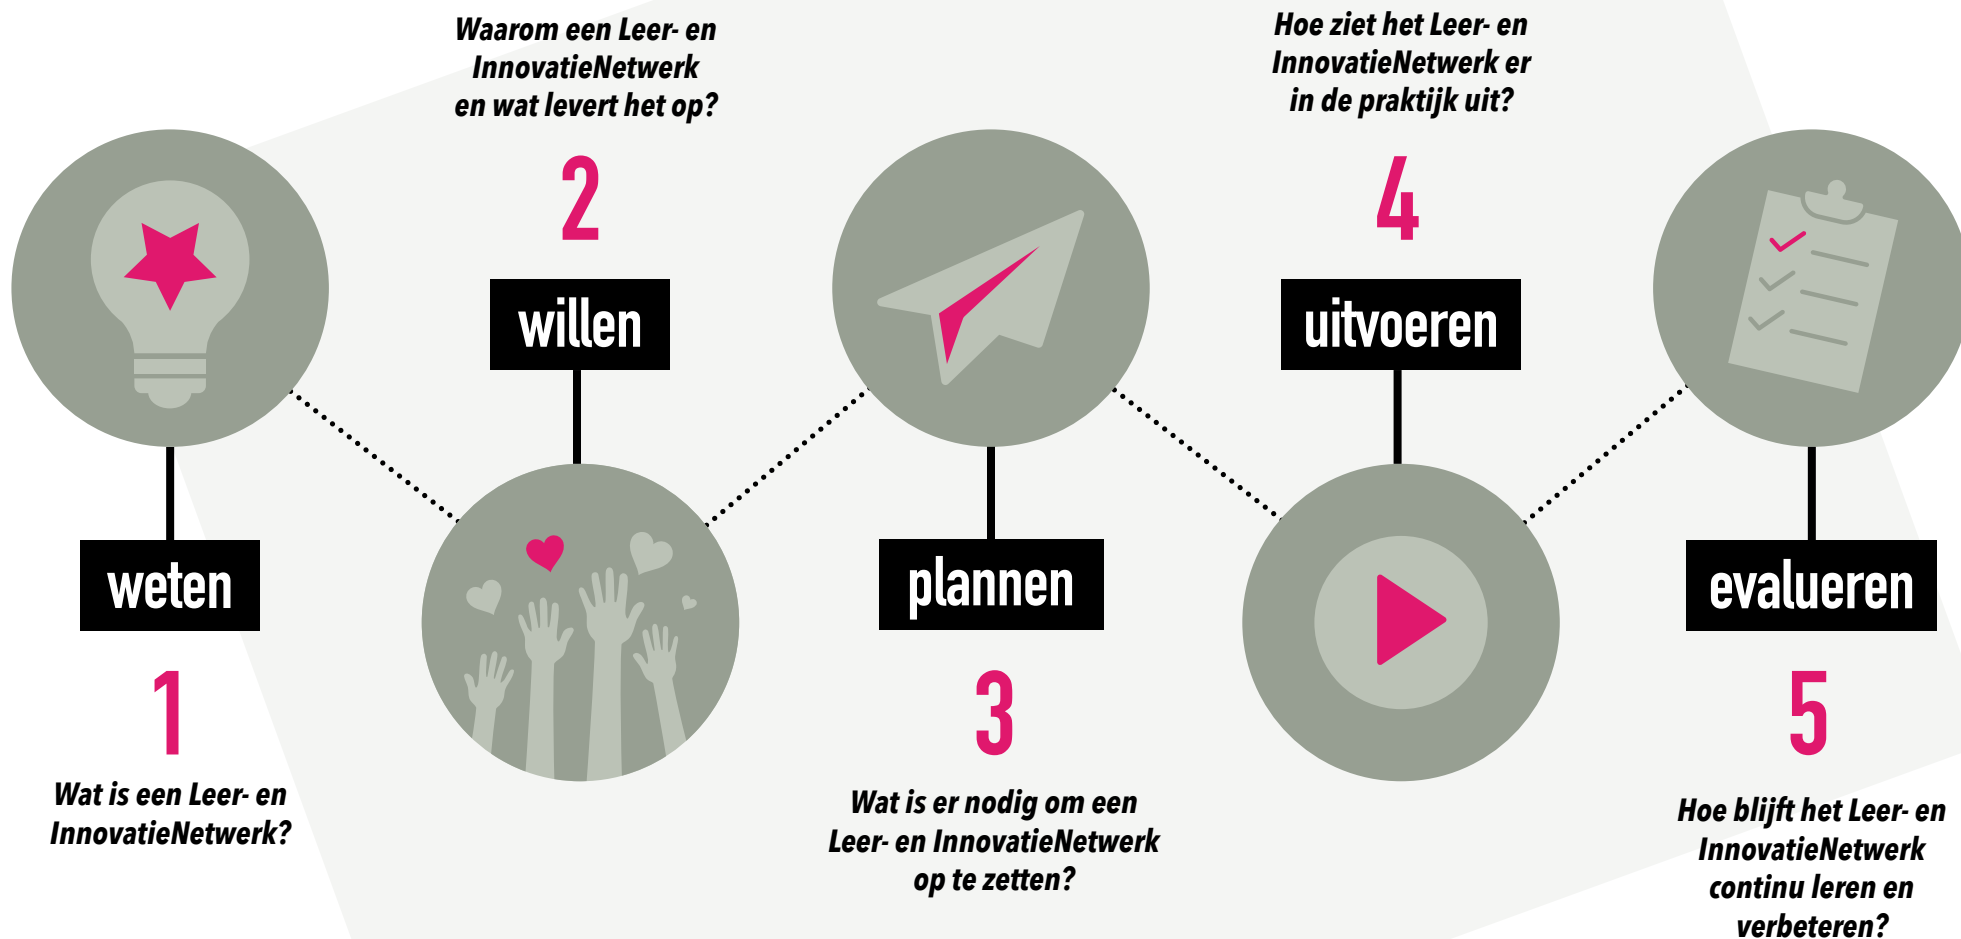 weten
1
Wat is een Leer- en
InnovatieNetwerk?
Waarom een Leer- en
InnovatieNetwerk
en wat levert het op?
2
willen
plannen
3
Wat is er nodig om een
Leer- en InnovatieNetwerk
op te zetten?
Hoe ziet het Leer- en
InnovatieNetwerk er
in de praktijk uit?
4
uitvoeren
evalueren
5
Hoe blijft het Leer- en
InnovatieNetwerk
continu leren en
verbeteren?